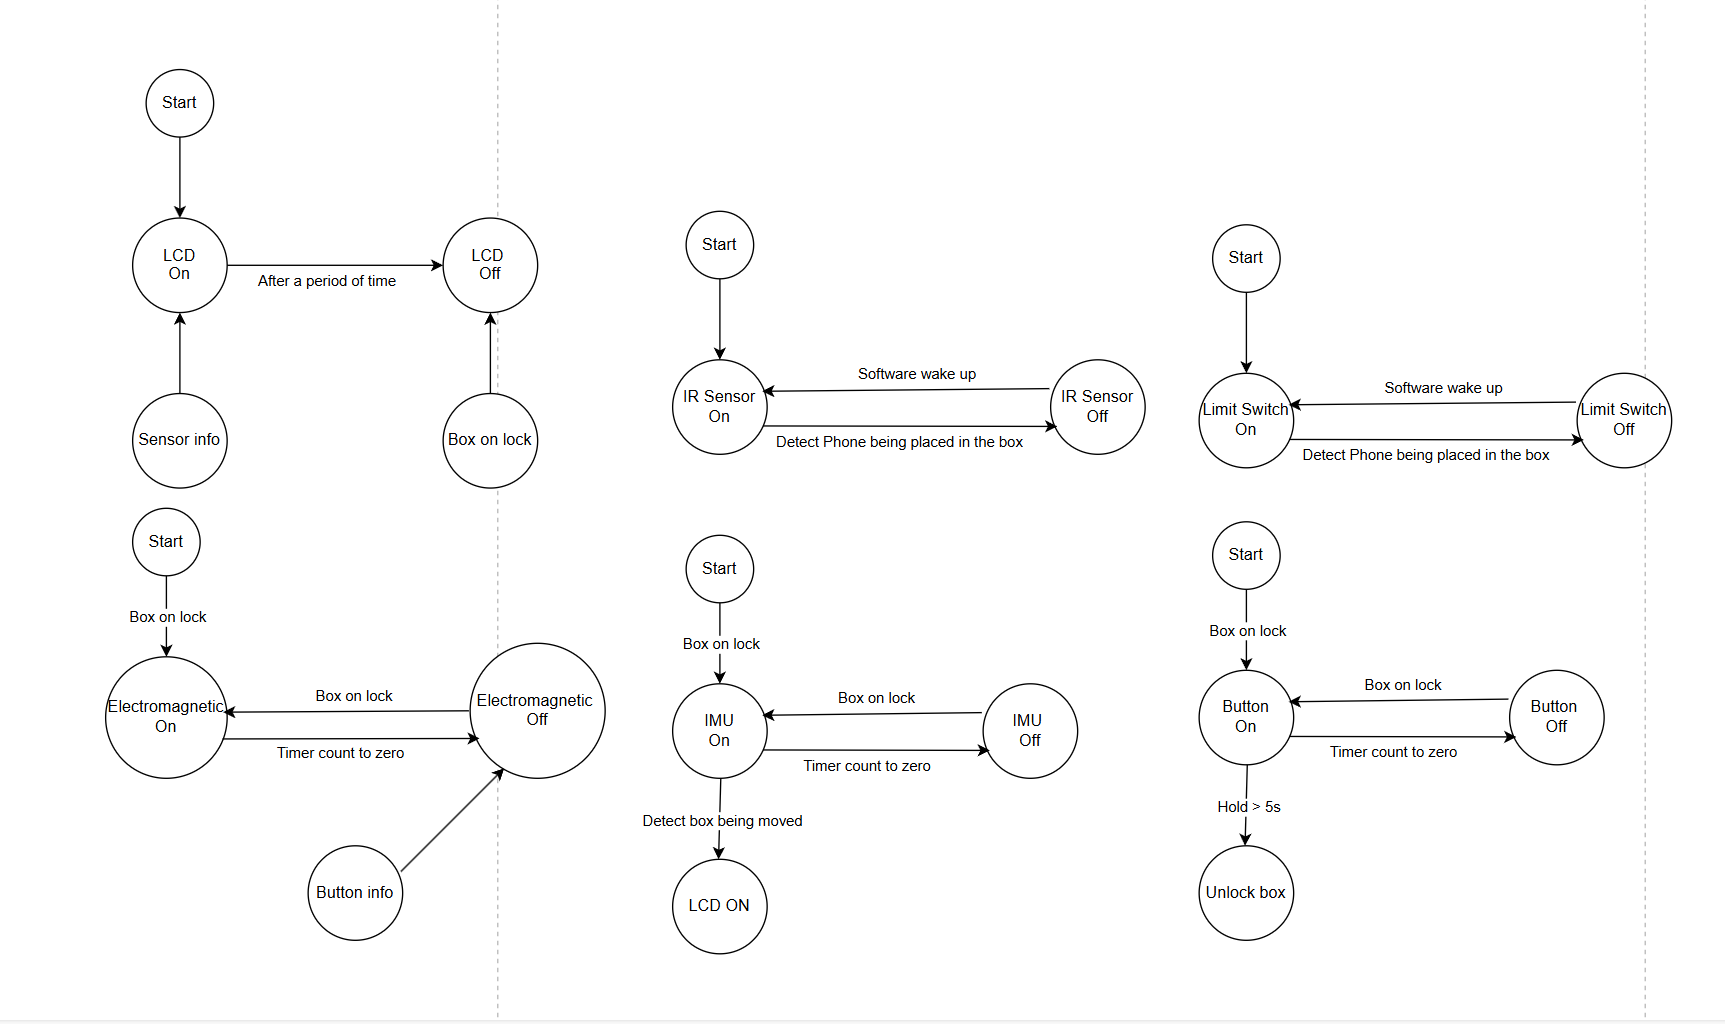 Start
LCD
On
After a period of time
LCD
Off
Sensor info
Box on lock
Start
IR Sensor
On
Software wake up
Detect Phone being placed in the box
IR Sensor
Off
Start
Limit Switch
On
Software wake up
Detect Phone being placed in the box
Limit Switch
Off
Start
Box on lock
Electromagnetic
On
Box on lock
Timer count to zero
Electromagnetic
Off
Button info
Start
Box on lock
IMU
On
Box on lock
Timer count to zero
IMU
Off
Detect box being moved
LCD ON
Start
Box on lock
Button
On
Box on lock
Timer count to zero
Button
Off
Hold > 5s
Unlock box